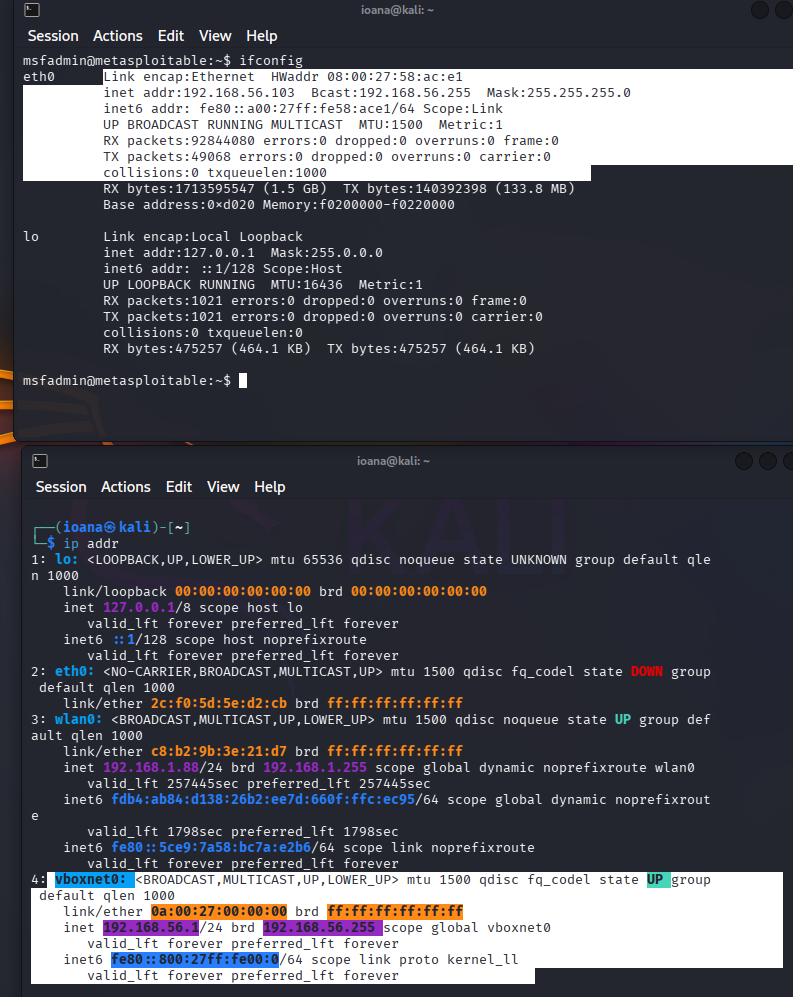 ioana@kali: ~
Session Actions Edit View Help
msfadmin@metasploitable:~$ ifconfig
eth0      Link encap:Ethernet  HWaddr 08:00:27:58:ac:e1
          inet addr:192.168.56.103  Bcast:192.168.56.255  Mask:255.255.255.0
          inet6 addr: fe80::a00:27ff:fe58:ace1/64 Scope:Link
          UP BROADCAST RUNNING MULTICAST  MTU:1500  Metric:1
          RX packets:92844080 errors:0 dropped:0 overruns:0 frame:0
          TX packets:49068 errors:0 dropped:0 overruns:0 carrier:0
          collisions:0 txqueuelen:1000
          RX bytes:1713595547 (1.5 GB)  TX bytes:140392398 (133.8 MB)
          Base address:0×d020 Memory:f0200000-f0220000
lo        Link encap:Local Loopback
          inet addr:127.0.0.1  Mask:255.0.0.0
          inet6 addr: ::1/128 Scope:Host
          UP LOOPBACK RUNNING  MTU:16436  Metric:1
          RX packets:1021 errors:0 dropped:0 overruns:0 frame:0
          TX packets:1021 errors:0 dropped:0 overruns:0 carrier:0
          collisions:0 txqueuelen:0
          RX bytes:475257 (464.1 KB)  TX bytes:475257 (464.1 KB)
msfadmin@metasploitable:~$
ioana@kali: ~
Session Actions Edit View Help
KALI
┌──(ioana㉿kali)-[~]
└─$ ip addr
1: lo: <LOOPBACK,UP,LOWER_UP> mtu 65536 qdisc noqueue state UNKNOWN group default qle
n 1000
    link/loopback 00:00:00:00:00:00 brd 00:00:00:00:00:00
    inet 127.0.0.1/8 scope host lo
       valid_lft forever preferred_lft forever
    inet6 ::1/128 scope host noprefixroute
       valid_lft forever preferred_lft forever
2: eth0: <NO-CARRIER,BROADCAST,MULTICAST,UP> mtu 1500 qdisc fq_codel state DOWN group
 default qlen 1000
    link/ether 2c:f0:5d:5e:d2:cb brd ff:ff:ff:ff:ff:ff
3: wlan0: <BROADCAST,MULTICAST,UP,LOWER_UP> mtu 1500 qdisc noqueue state UP group def
ault qlen 1000
    link/ether c8:b2:9b:3e:21:d7 brd ff:ff:ff:ff:ff:ff
    inet 192.168.1.88/24 brd 192.168.1.255 scope global dynamic noprefixroute wlan0
       valid_lft 257445sec preferred_lft 257445sec
    inet6 fdb4:ab84:d138:26b2:ee7d:660f:ffc:ec95/64 scope global dynamic noprefixrout
e
       valid_lft 1798sec preferred_lft 1798sec
    inet6 fe80::5ce9:7a58:bc7a:e2b6/64 scope link noprefixroute
       valid_lft forever preferred_lft forever
4: vboxnet0: <BROADCAST,MULTICAST,UP,LOWER_UP> mtu 1500 qdisc fq_codel state UP group
 default qlen 1000
    link/ether 0a:00:27:00:00:00 brd ff:ff:ff:ff:ff:ff
    inet 192.168.56.1/24 brd 192.168.56.255 scope global vboxnet0
       valid_lft forever preferred_lft forever
    inet6 fe80::800:27ff:fe00:0/64 scope link proto kernel_ll
       valid_lft forever preferred_lft forever